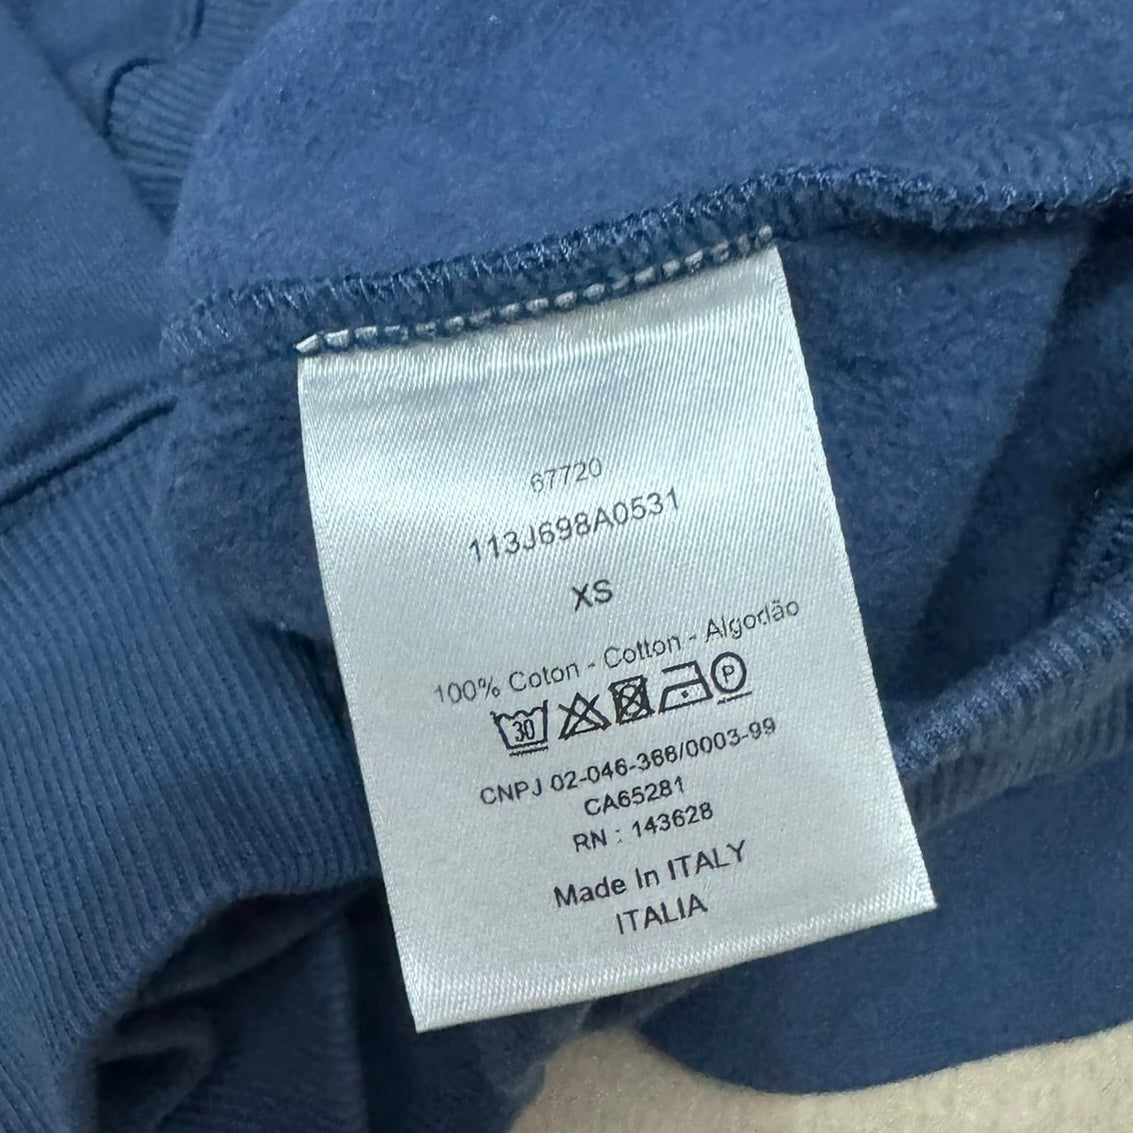 67720
113J698A0531
XS
100% Coton - Cotton - Algodão
30 P
CNPJ 02-046-366/0003-99
CA65281
RN : 143628
Made In ITALY
ITALIA